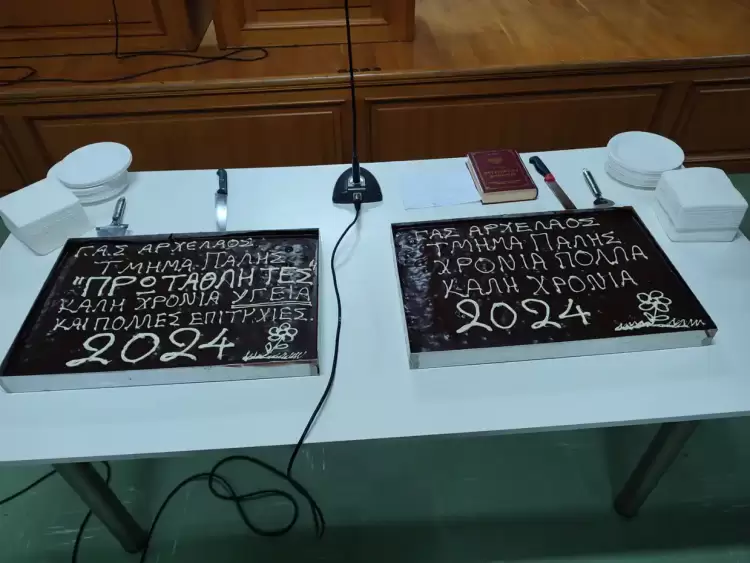 Γ.Α.Σ ΑΡΧΕΛΑΟΣ
ΤΜΗΜΑ ΠΑΛΗΣ
"ΠΡΩΤΑΘΛΗΤΕΣ"
ΚΑΛΗ ΧΡΟΝΙΑ ΥΓΕΙΑ
ΚΑΙ ΠΟΛΛΕΣ ΕΠΙΤΥΧΙΕΣ
2024
ΓΑΣ ΑΡΧΕΛΑΟΣ
ΤΜΗΜΑ ΠΑΛΗΣ
ΧΡΟΝΙΑ ΠΟΛΛΑ
ΚΑΛΗ ΧΡΟΝΙΑ
2024